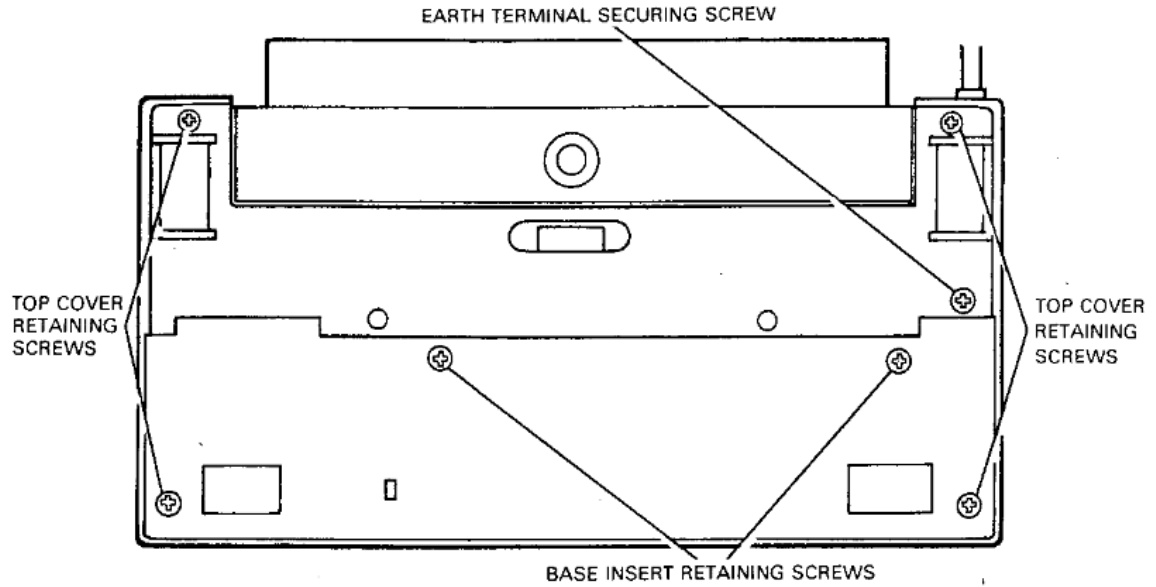 EARTH TERMINAL SECURING SCREW
TOP COVER
RETAINING
SCREWS
TOP COVER
RETAINING
SCREWS
BASE INSERT RETAINING SCREWS